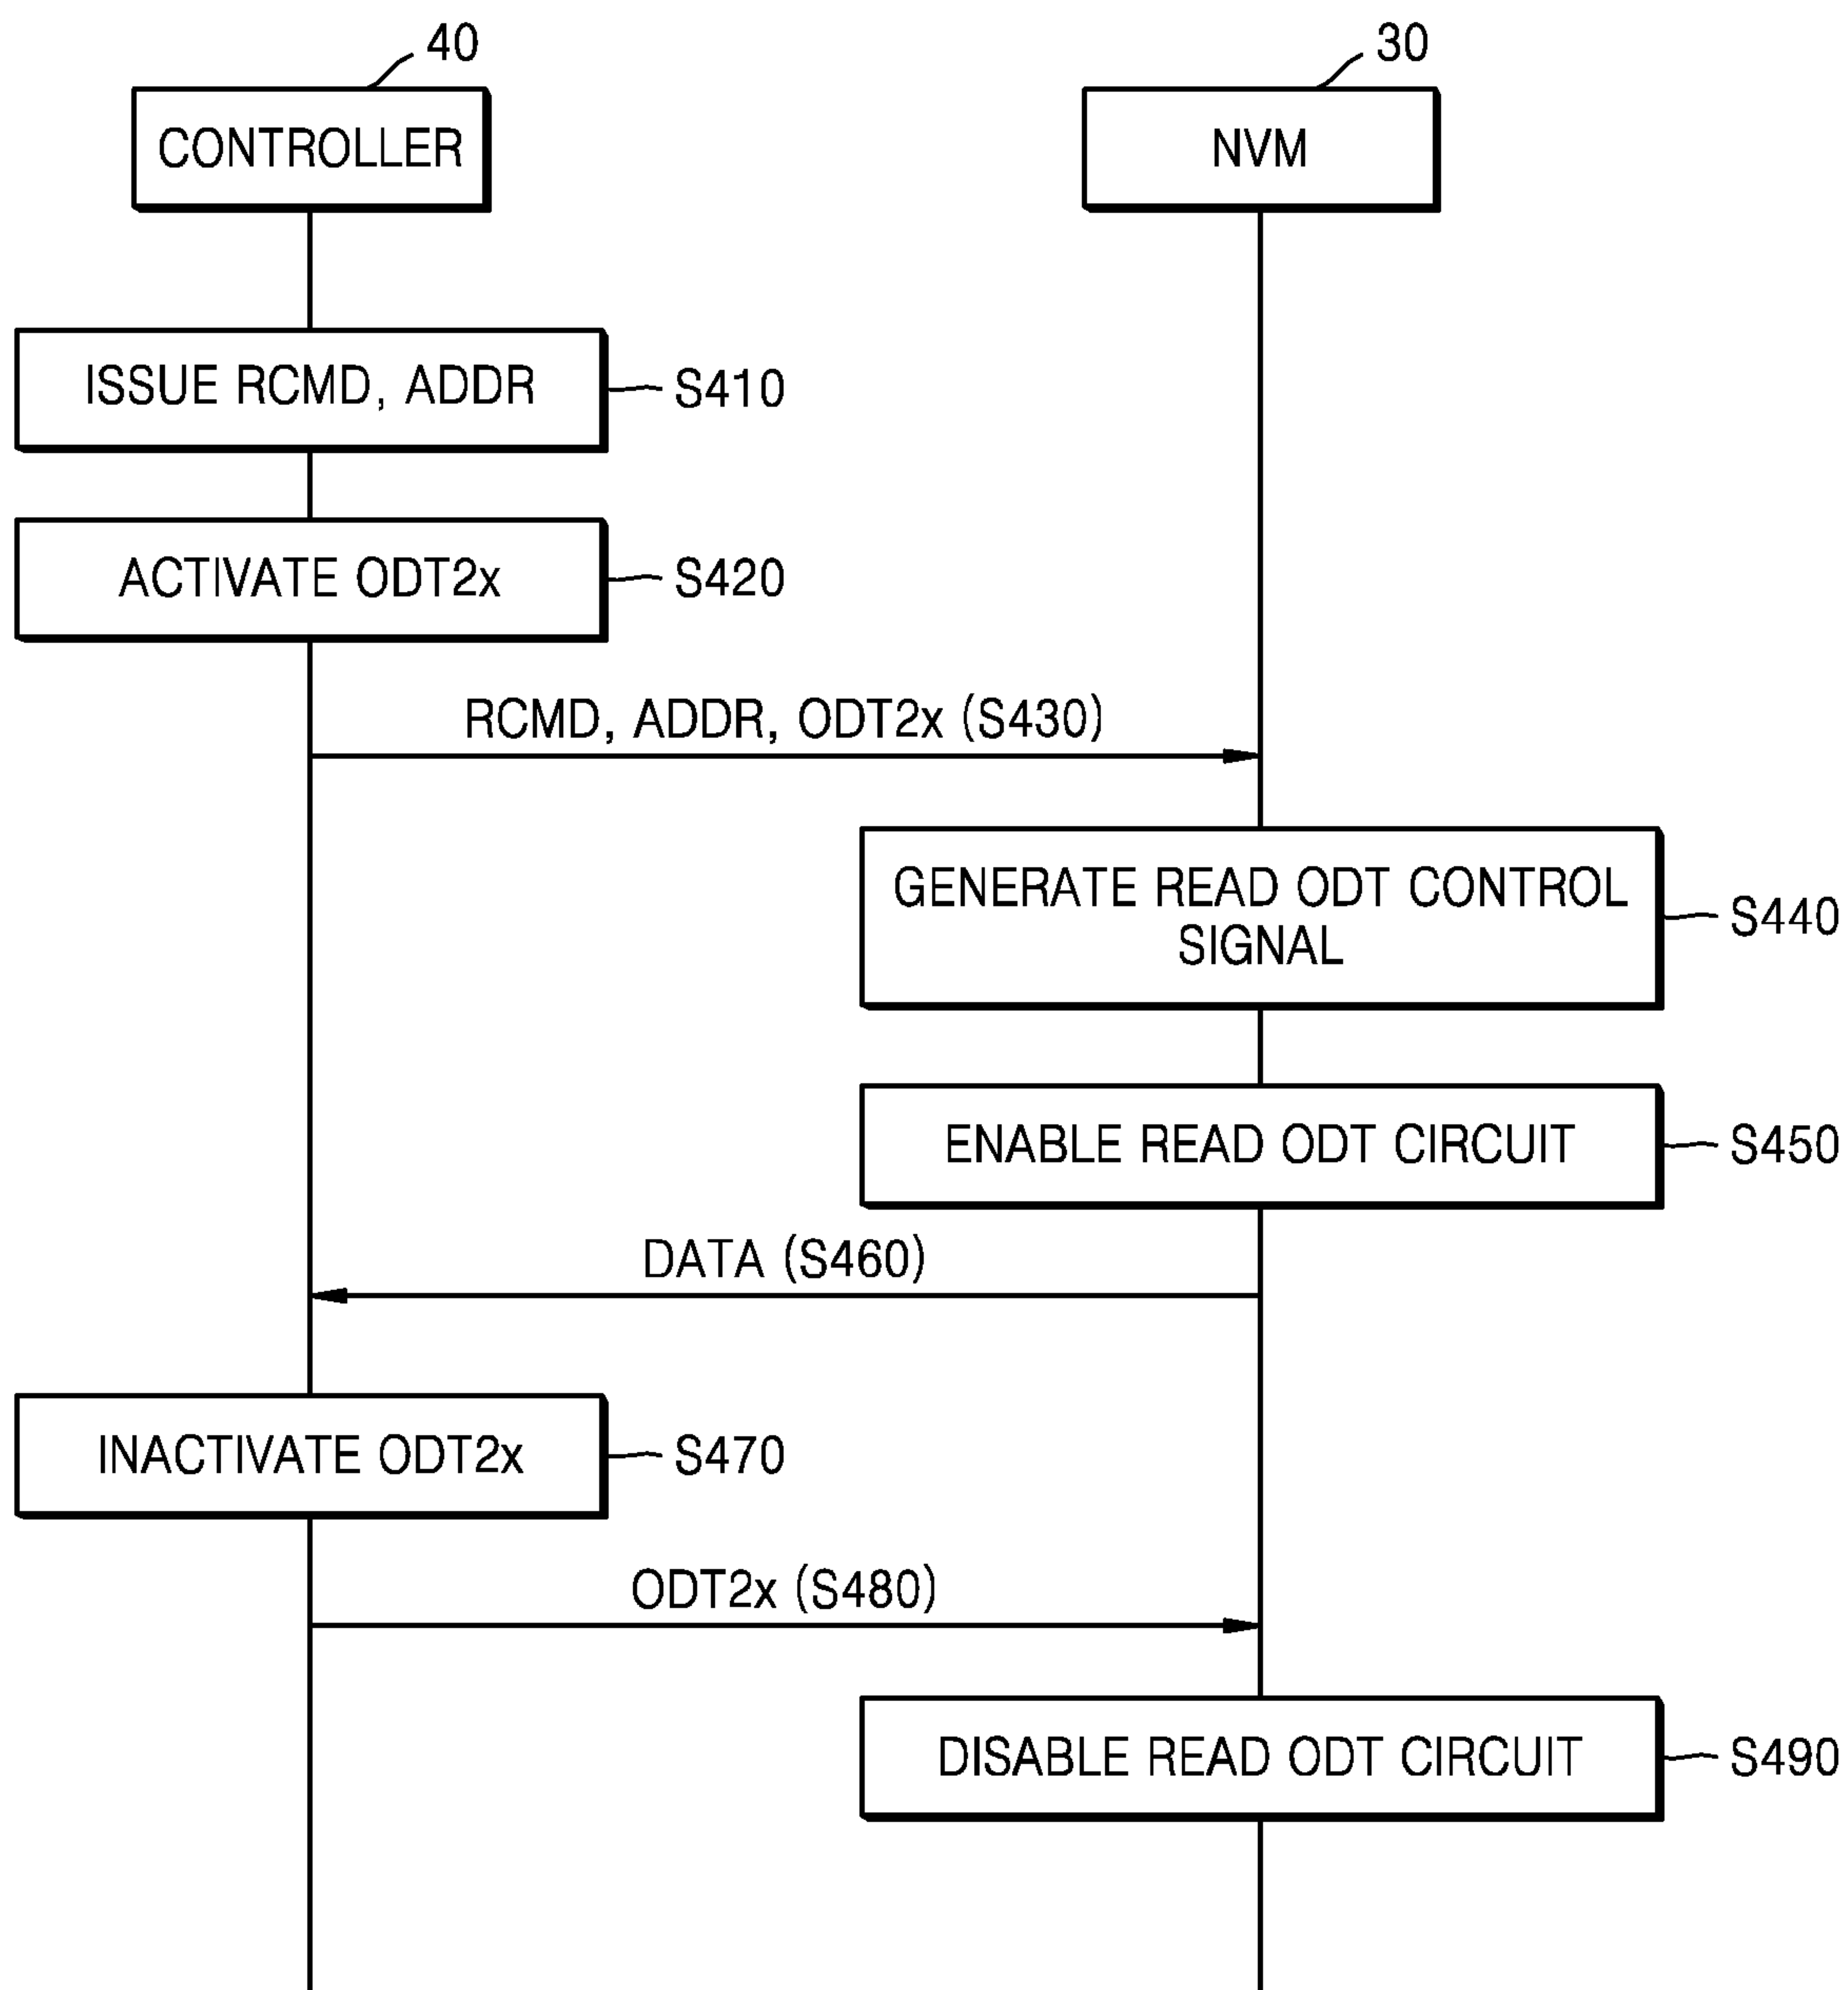 40
30
CONTROLLER
NVM
ISSUE RCMD, ADDR
S410
ACTIVATE ODT2x
S420
RCMD, ADDR, ODT2x (S430)
GENERATE READ ODT CONTROL
SIGNAL
S440
ENABLE READ ODT CIRCUIT
S450
DATA (S460)
INACTIVATE ODT2x
S470
ODT2x (S480)
DISABLE READ ODT CIRCUIT
S490